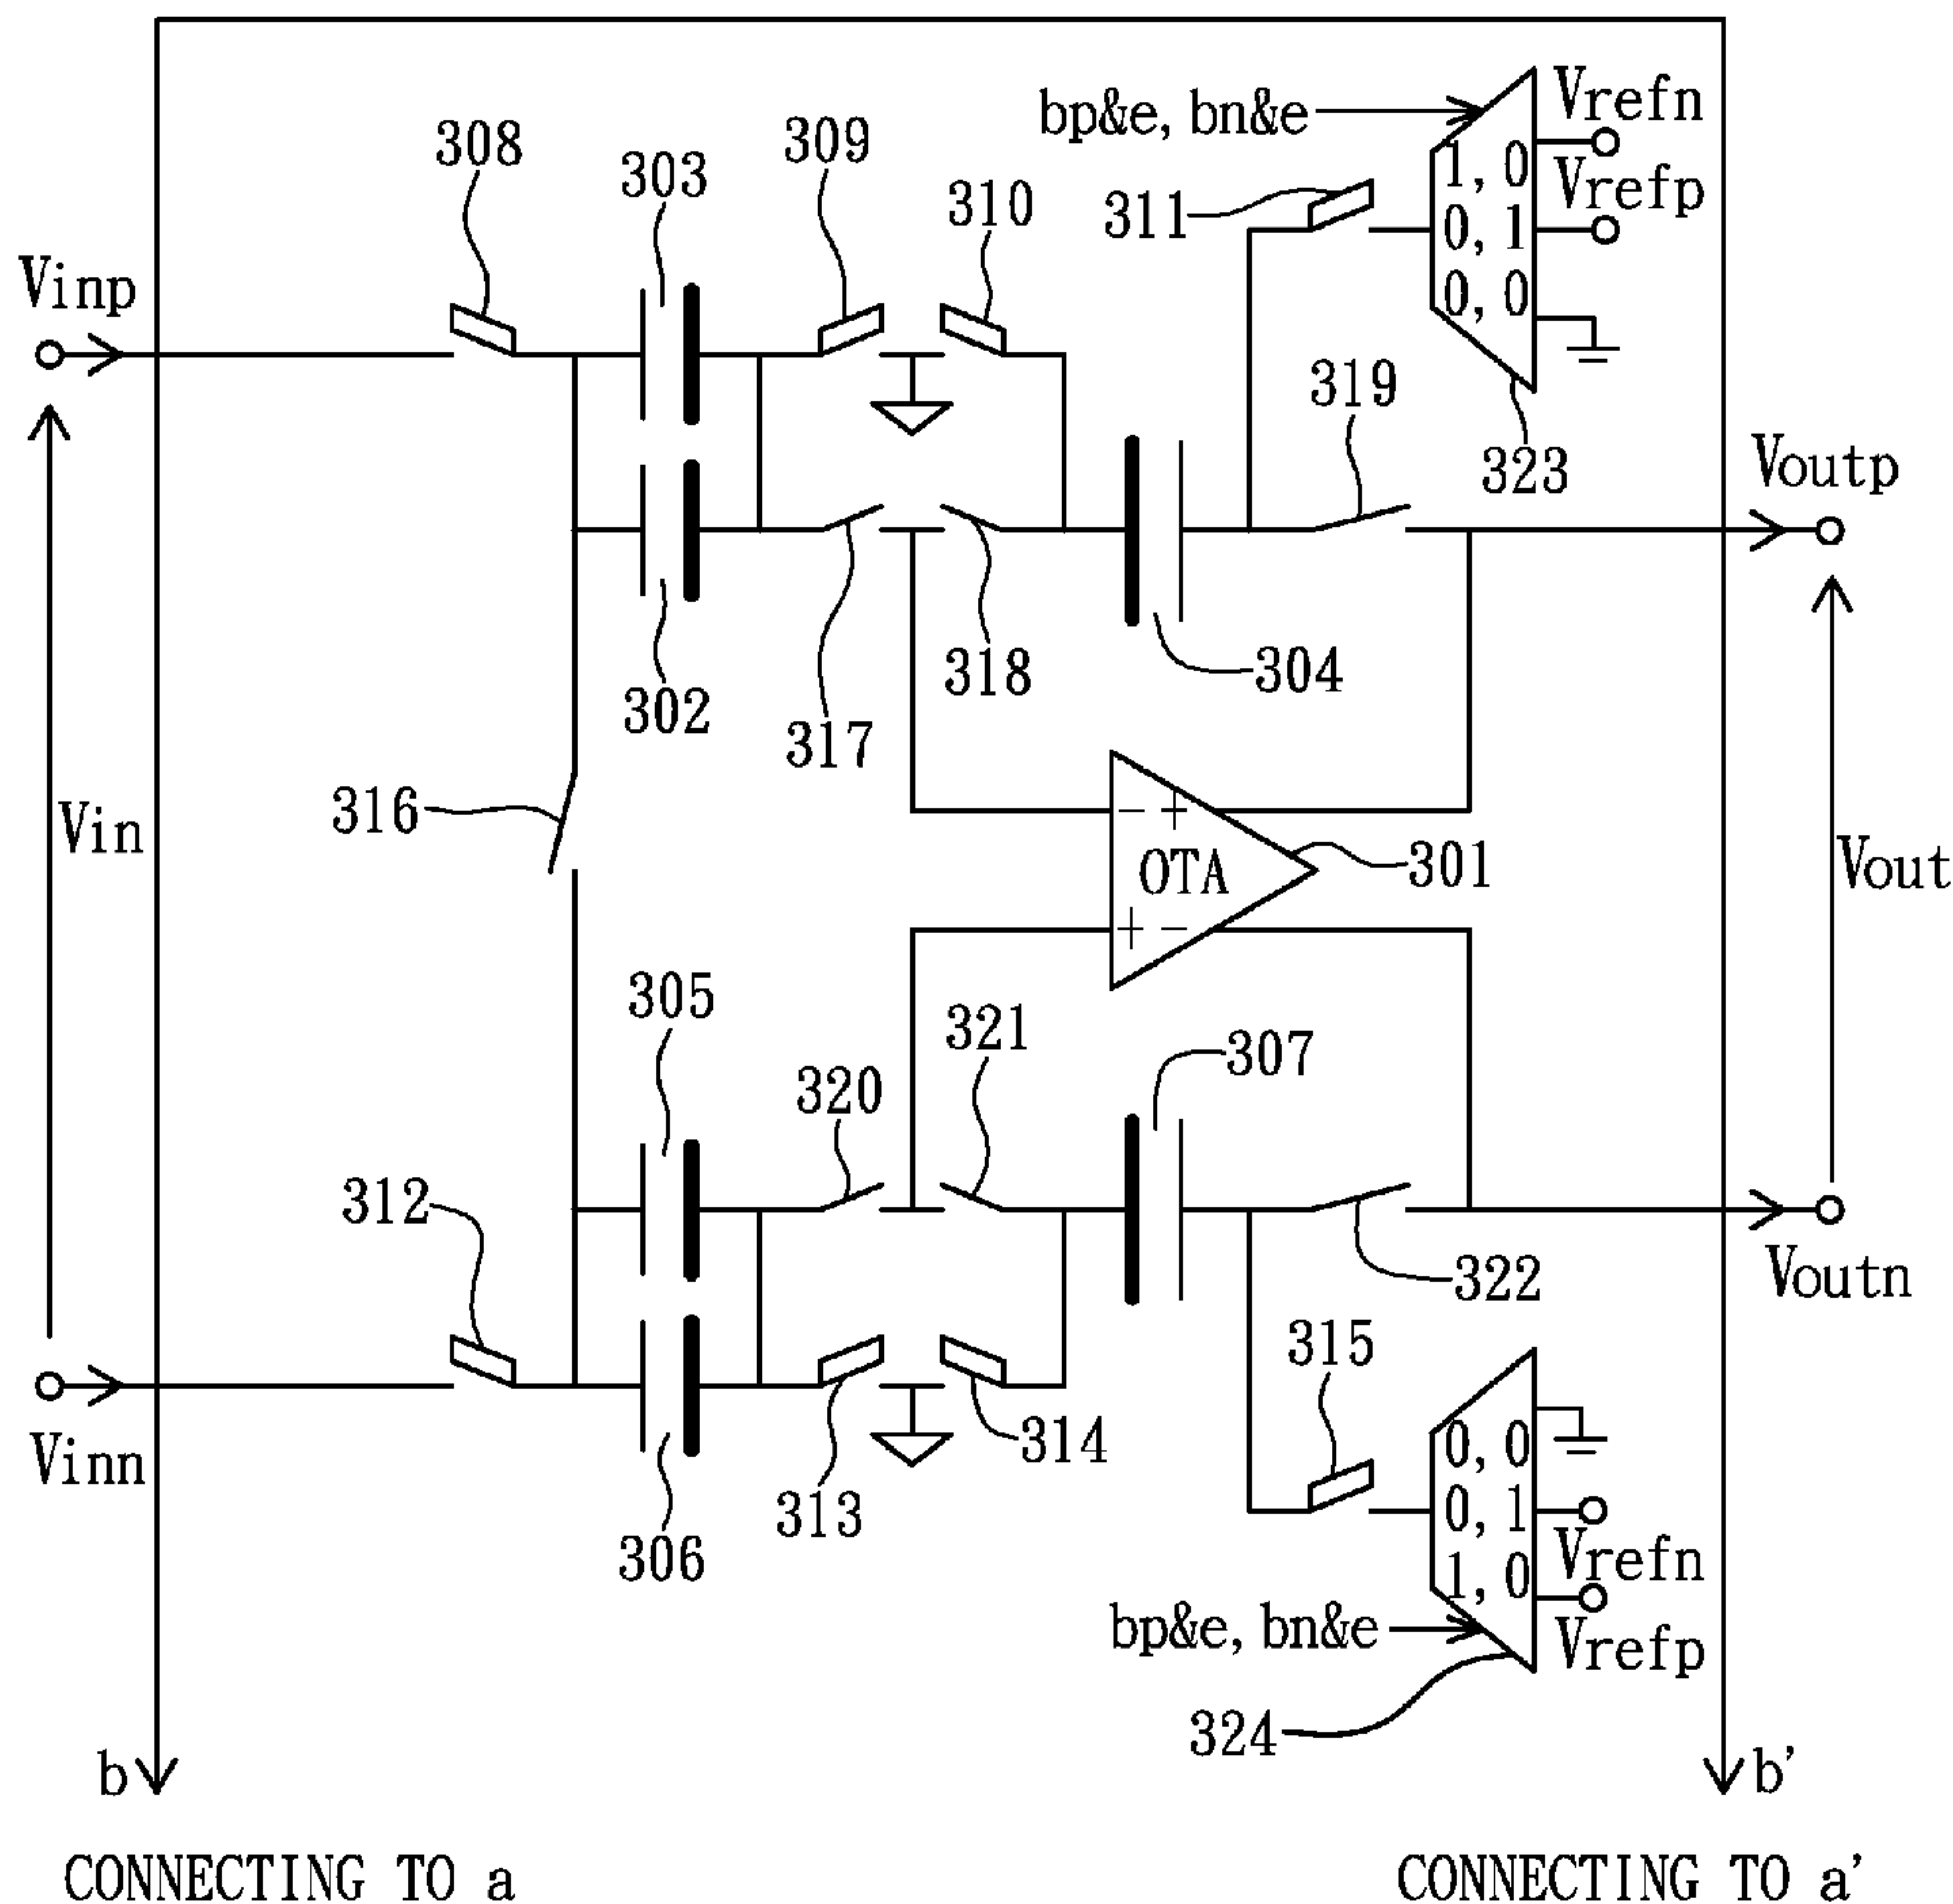 308
303
309
310
bp&e, bn&e
Vrefn
1, 0
Vrefp
311
0, 1
0, 0
Vinp
319
323
Voutp
318
304
302
317
316
Vin
- +
OTA
+ -
301
Vout
305
321
307
320
312
322
Voutn
315
Vinn
306
313
314
0, 0
0, 1
Vrefn
1, 0
bp&e, bn&e
Vrefp
324
b
b'
CONNECTING TO a
CONNECTING TO a'